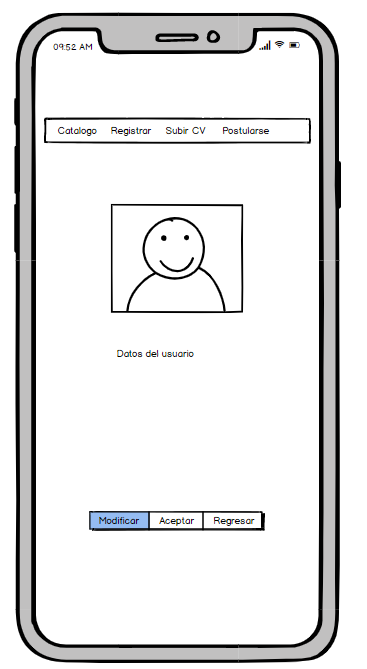 09:52 AM
Catalogo Registrar Subir CV Postularse
Datos del usuario
Modificar Aceptar Regresar